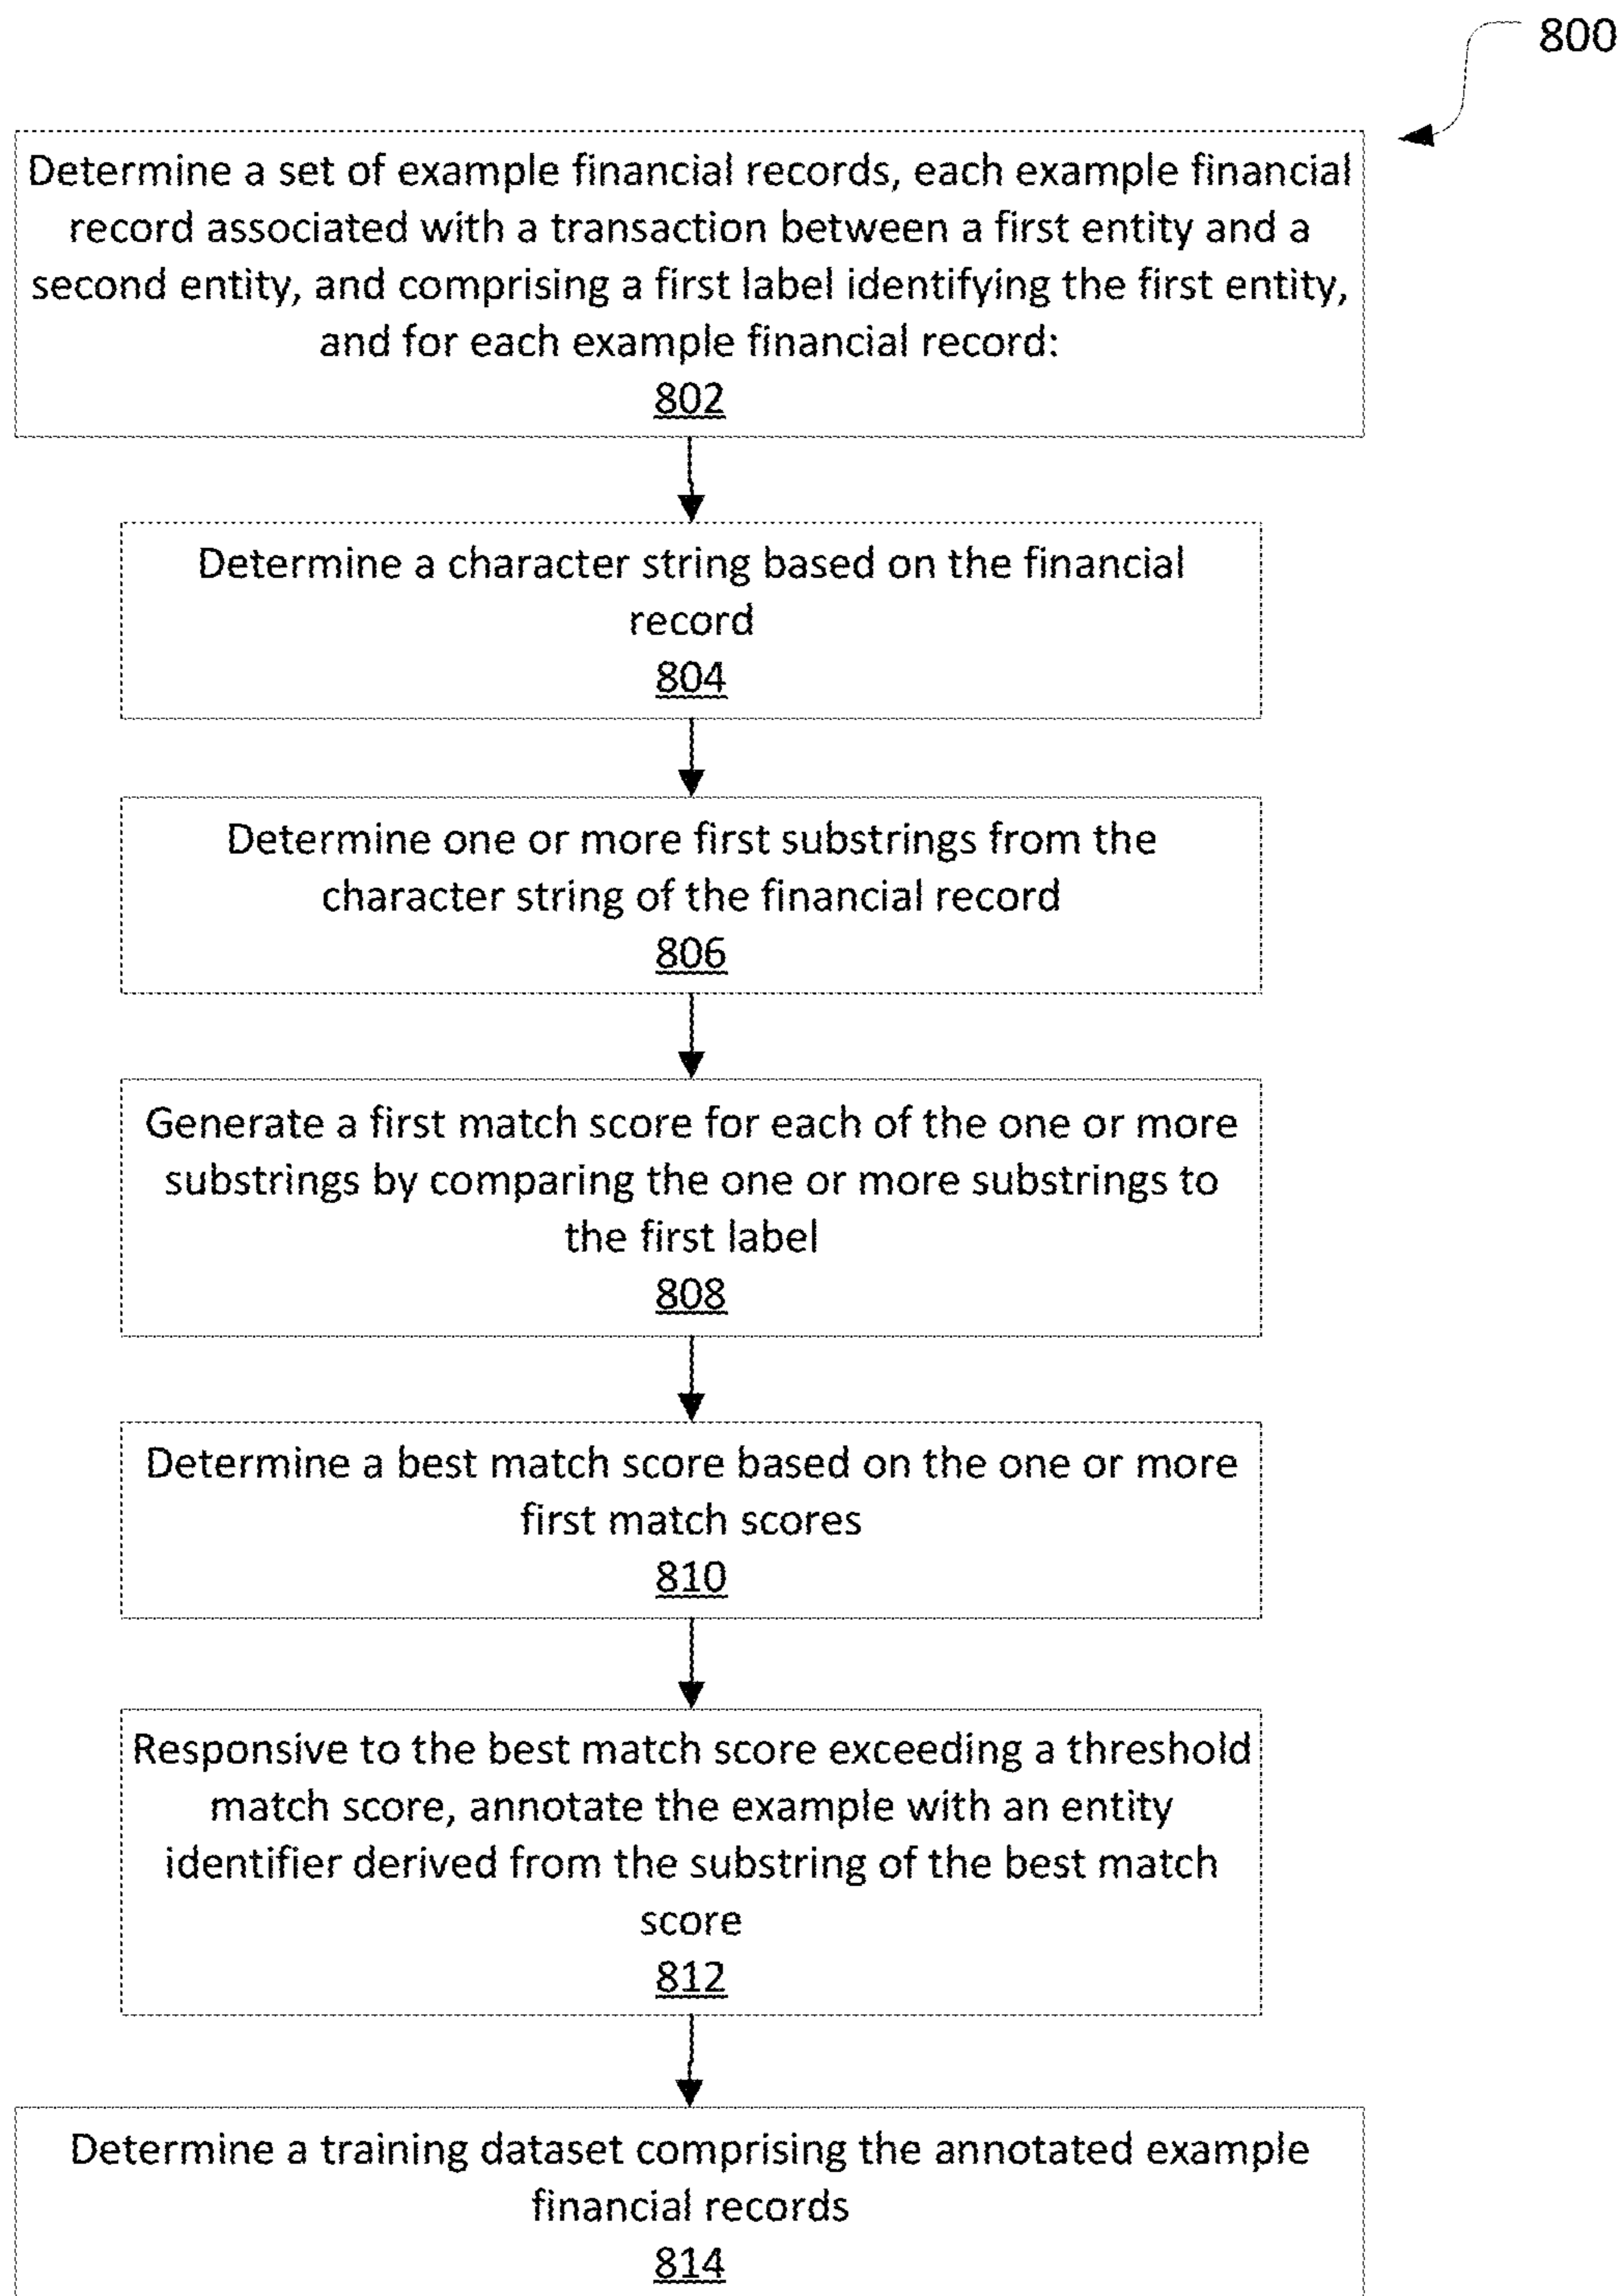 800
Determine a set of example financial records, each example financial
record associated with a transaction between a first entity and a
second entity, and comprising a first label identifying the first entity,
and for each example financial record:
802
Determine a character string based on the financial
record
804
Determine one or more first substrings from the
character string of the financial record
806
Generate a first match score for each of the one or more
substrings by comparing the one or more substrings to
the first label
808
Determine a best match score based on the one or more
first match scores
810
Responsive to the best match score exceeding a threshold
match score, annotate the example with an entity
identifier derived from the substring of the best match
score
812
Determine a training dataset comprising the annotated example
financial records
814